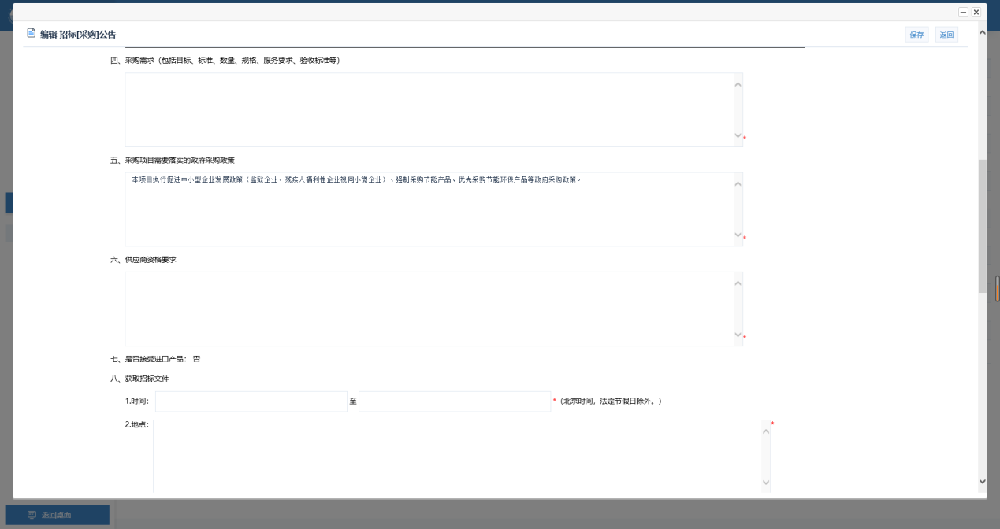 编辑 招标[采购]公告
保存 返回
四、采购需求（包括目标、标准、数量、规格、服务要求、验收标准等）
*
五、采购项目需要落实的政府采购政策
本项目执行促进中小型企业发展政策（监狱企业、残疾人福利性企业视同小微企业）、强制采购节能产品、优先采购节能环保产品等政府采购政策。
*
六、供应商资格要求
*
七、是否接受进口产品： 否
八、获取招标文件
1.时间： 至 *（北京时间，法定节假日除外。）
2.地点： *
返回桌面